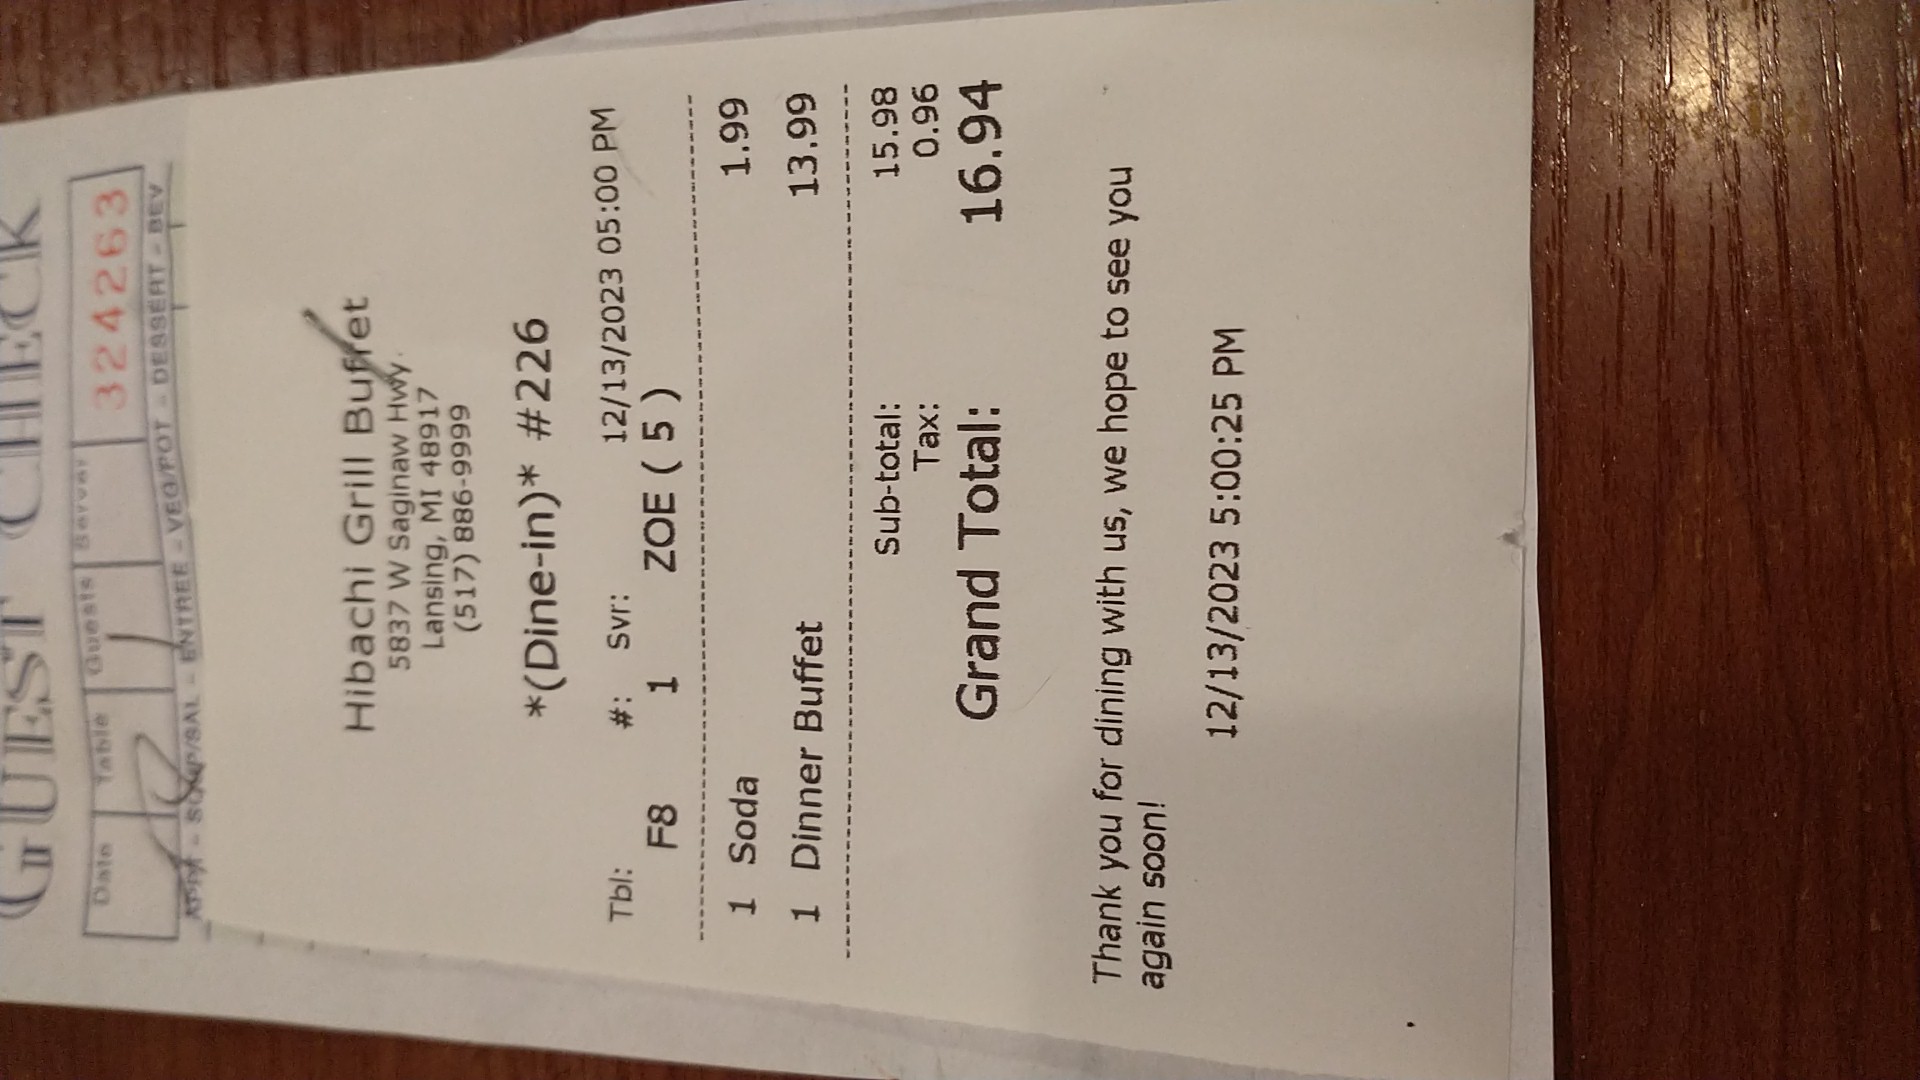 GUEST CHECK
Date Table Guests Server
324263
APPT - SOUP/SAL - ENTREE - VEG/POT - DESSERT - BEV
Hibachi Grill Buffet
5837 W Saginaw Hwy.
Lansing, MI 48917
(517) 886-9999
*(Dine-in)* #226
Tbl: #: Svr: 12/13/2023 05:00 PM
F8 1 ZOE ( 5 )
1 Soda 1.99
1 Dinner Buffet 13.99
Sub-total: 15.98
Tax: 0.96
Grand Total: 16.94
Thank you for dining with us, we hope to see you
again soon!
12/13/2023 5:00:25 PM